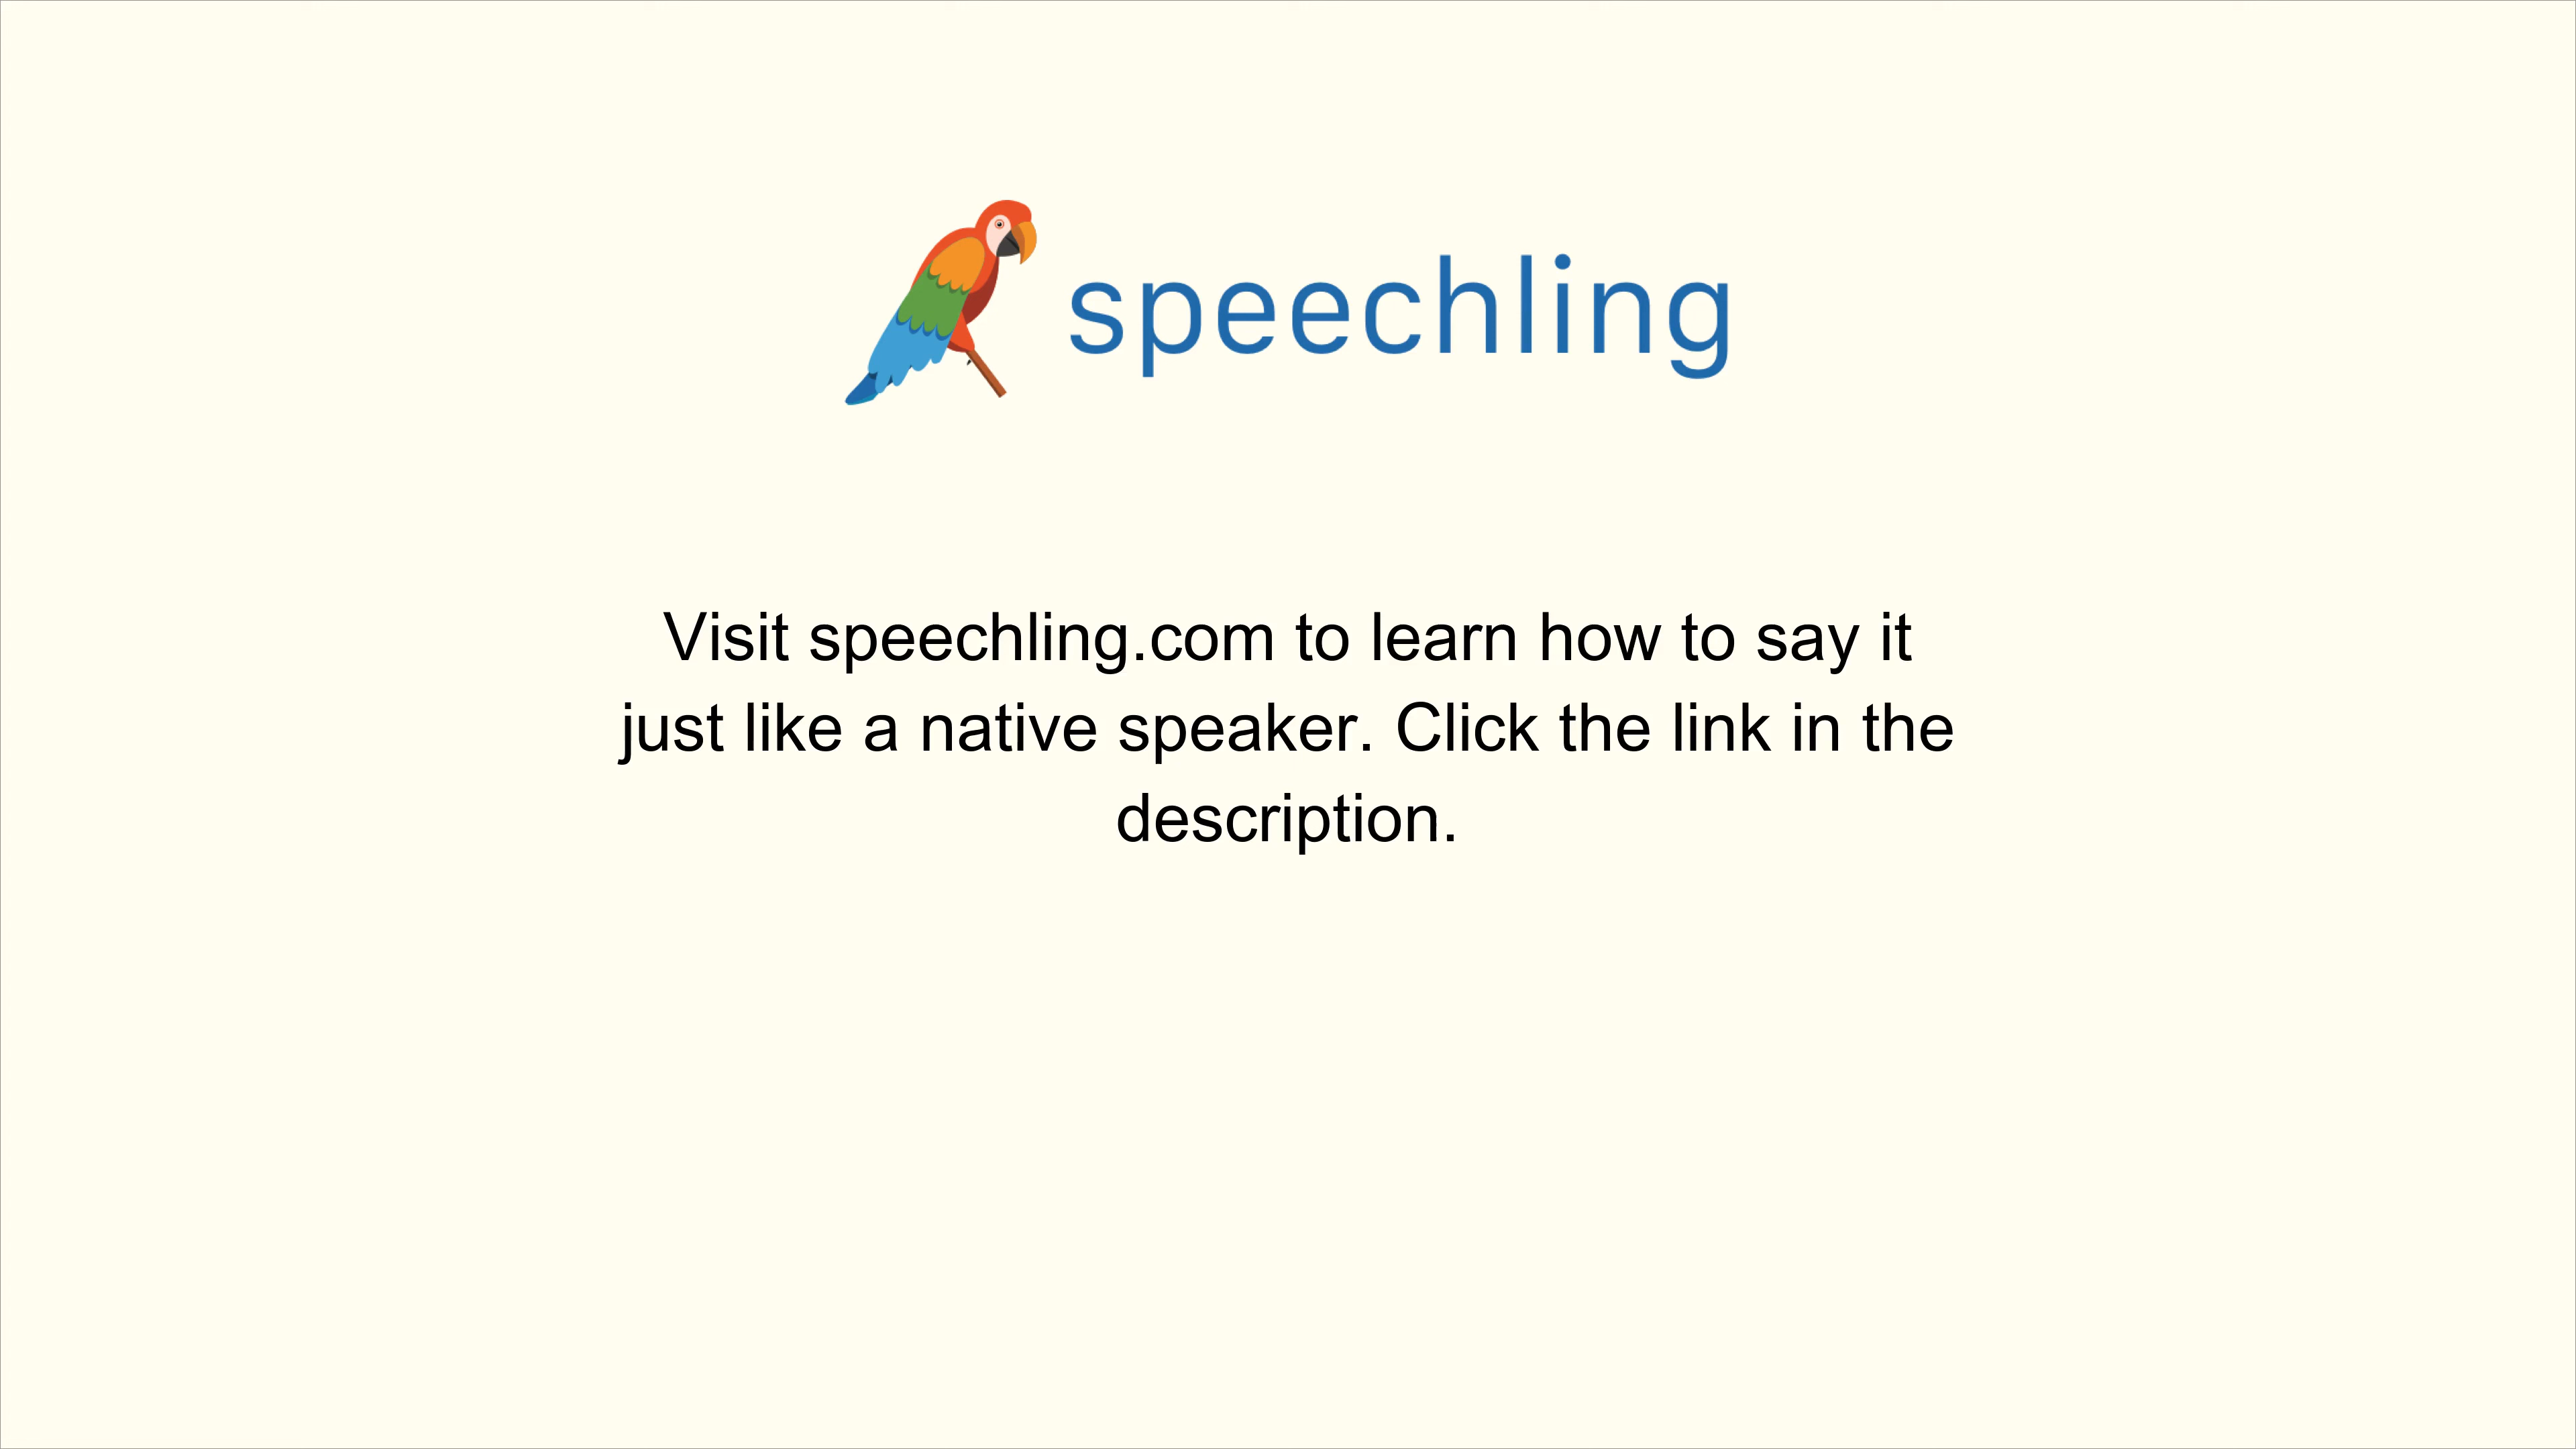 speechling
Visit speechling.com to learn how to say it
just like a native speaker. Click the link in the
description.